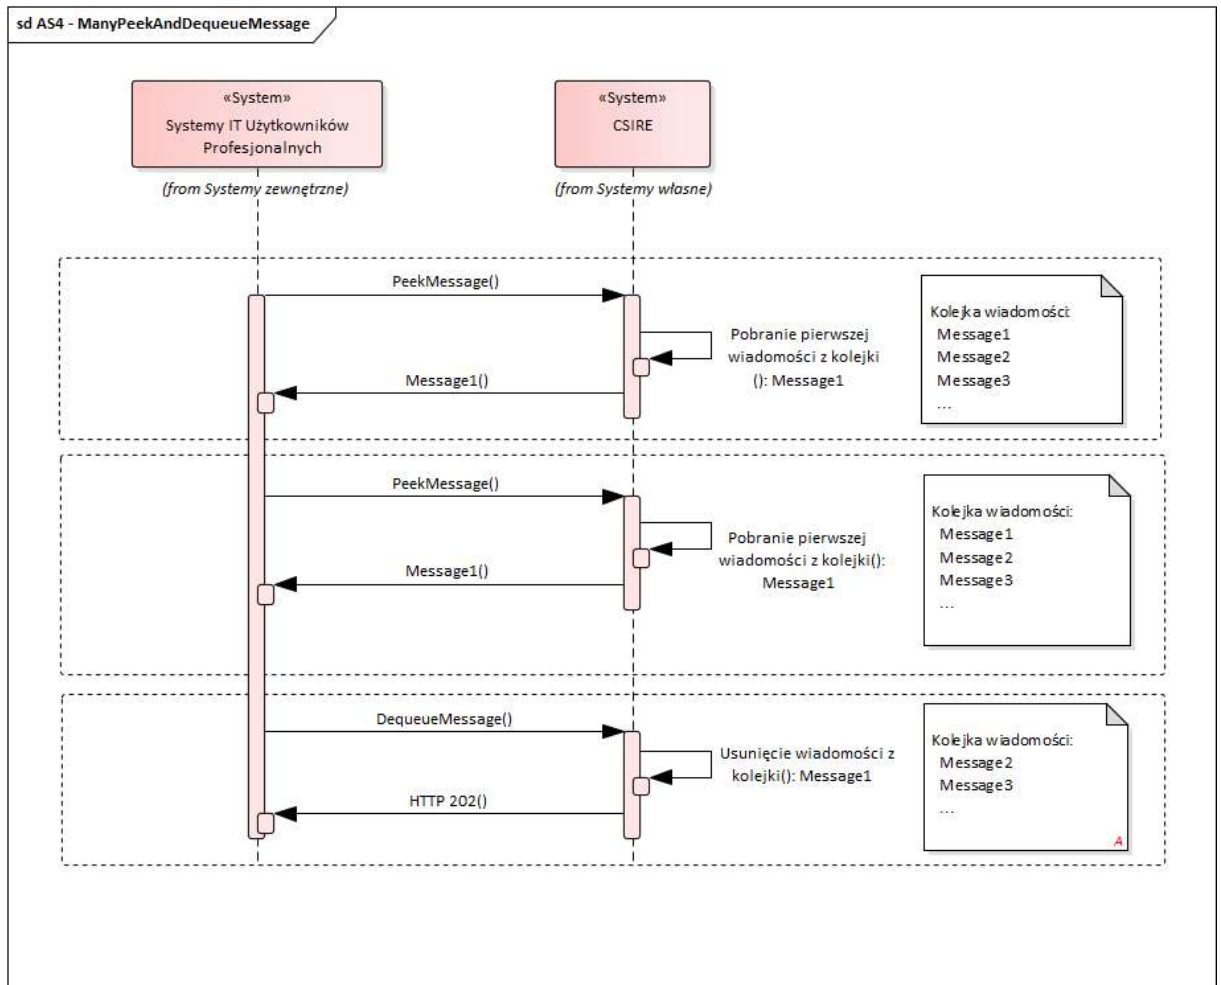 sd AS4 - ManyPeekAndDequeueMessage
«System»
Systemy IT Użytkowników
Profesjonalnych
(from Systemy zewnętrzne)
«System»
CSIRE
(from Systemy własne)
PeekMessage()
Pobranie pierwszej
wiadomości z kolejki
(): Message1
Message1()
Kolejka wiadomości:
Message1
Message2
Message3
...
PeekMessage()
Pobranie pierwszej
wiadomości z kolejki():
Message1
Message1()
Kolejka wiadomości:
Message1
Message2
Message3
...
DequeueMessage()
Usunięcie wiadomości z
kolejki(): Message1
HTTP 202()
Kolejka wiadomości:
Message2
Message3
...
A